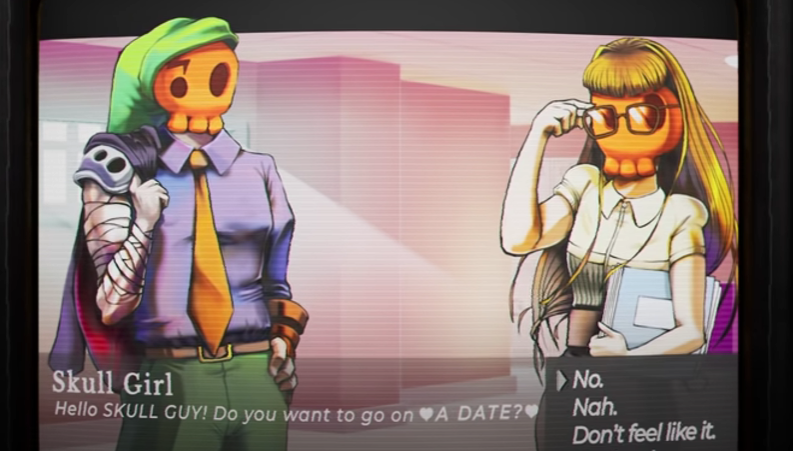 Skull Girl
Hello SKULL GUY! Do you want to go on ♥A DATE?♥
No.
Nah.
Don't feel like it.